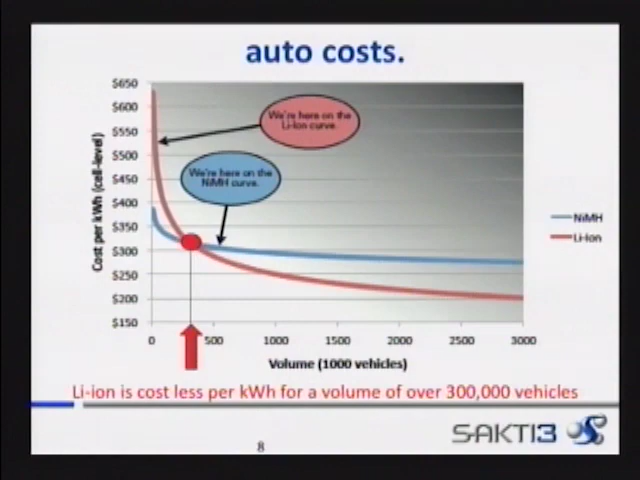 auto costs.
$650
$600
$550
$500
$450
$400
$350
$300
$250
$200
$150
Cost per kWh (cell-level)
We're here on the
Li-Ion curve.
We're here on the
NiMH curve.
NiMH
Li-Ion
0 500 1000 1500 2000 2500 3000
Volume (1000 vehicles)
Li-ion is cost less per kWh for a volume of over 300,000 vehicles
SAKTI3
8